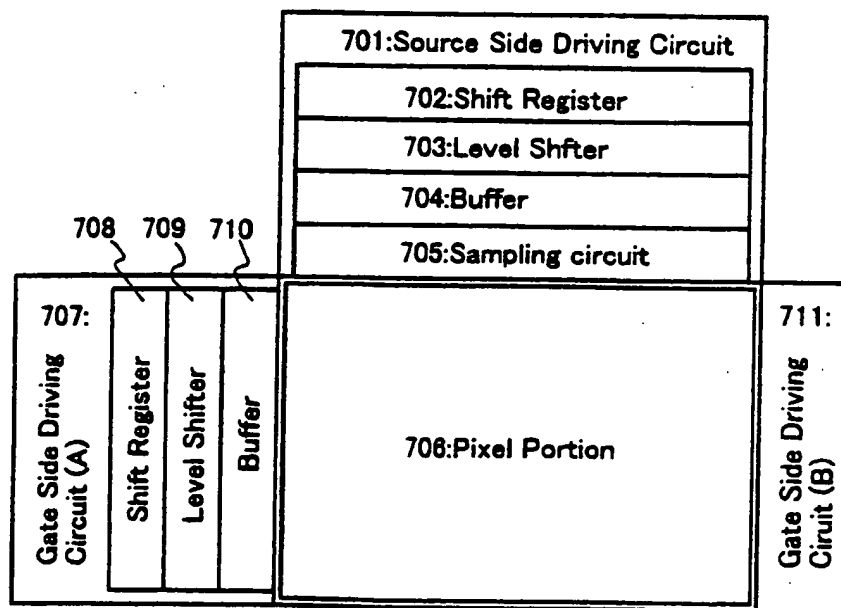 701:Source Side Driving Circuit
702:Shift Register
703:Level Shfter
704:Buffer
705:Sampling circuit
708 709 710
707:
Gate Side Driving
Circuit (A)
Shift Register
Level Shifter
Buffer
706:Pixel Portion
711:
Gate Side Driving
Ciruit (B)